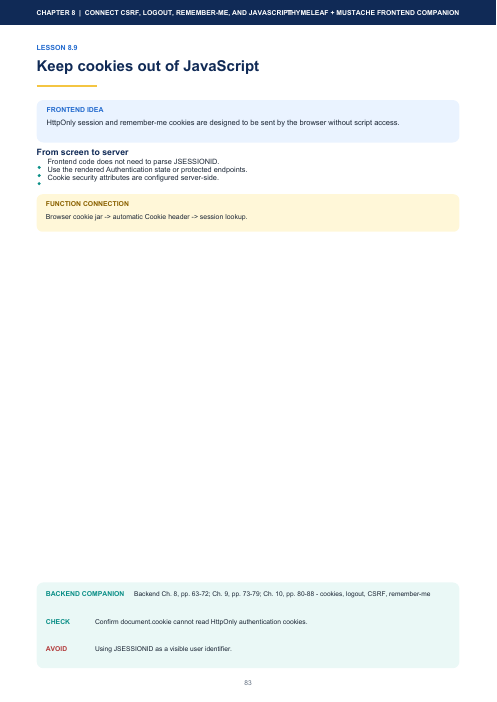 CHAPTER 8 | CONNECT CSRF, LOGOUT, REMEMBER-ME, AND JAVASCRIPT
THYMELEAF + MUSTACHE FRONTEND COMPANION
LESSON 8.9
Keep cookies out of JavaScript
FRONTEND IDEA
HttpOnly session and remember-me cookies are designed to be sent by the browser without script access.
From screen to server
Frontend code does not need to parse JSESSIONID.
Use the rendered Authentication state or protected endpoints.
Cookie security attributes are configured server-side.
FUNCTION CONNECTION
Browser cookie jar -> automatic Cookie header -> session lookup.
BACKEND COMPANION Backend Ch. 8, pp. 63-72; Ch. 9, pp. 73-79; Ch. 10, pp. 80-88 - cookies, logout, CSRF, remember-me
CHECK Confirm document.cookie cannot read HttpOnly authentication cookies.
AVOID Using JSESSIONID as a visible user identifier.
83